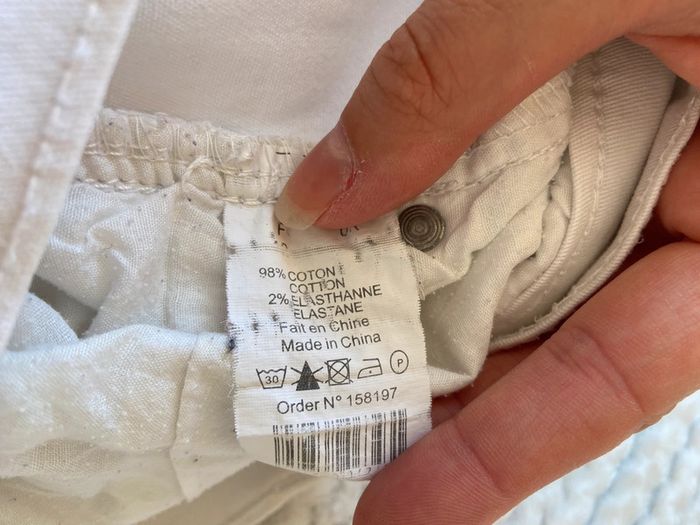 98% COTON
COTTON
2% ELASTHANNE
ELASTANE
Fait en Chine
Made in China
30 P
Order N° 158197